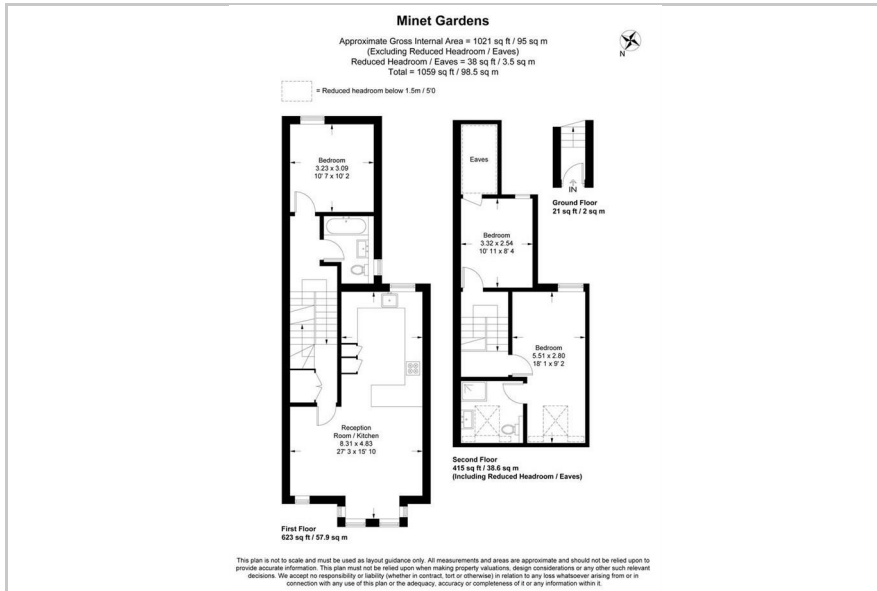 Minet Gardens
Approximate Gross Internal Area = 1021 sq ft / 95 sq m
(Excluding Reduced Headroom / Eaves)
Reduced Headroom / Eaves = 38 sq ft / 3.5 sq m
Total = 1059 sq ft / 98.5 sq m
N
= Reduced headroom below 1.5m / 5'0
Bedroom
3.23 x 3.09
10' 7 x 10' 2
Reception
Room / Kitchen
8.31 x 4.83
27' 3 x 15' 10
First Floor
623 sq ft / 57.9 sq m
Eaves
Bedroom
3.32 x 2.54
10' 11 x 8' 4
Bedroom
5.51 x 2.80
18' 1 x 9' 2
Second Floor
415 sq ft / 38.6 sq m
(Including Reduced Headroom / Eaves)
IN
Ground Floor
21 sq ft / 2 sq m
This plan is not to scale and must be used as layout guidance only. All measurements and areas are approximate and should not be relied upon to
provide accurate information. This plan must not be relied upon when making property valuations, design considerations or any other such relevant
decisions. We accept no responsibility or liability (whether in contract, tort or otherwise) in relation to any loss whatsoever arising from or in
connection with any use of this plan or the adequacy, accuracy or completeness of it or any information within it.